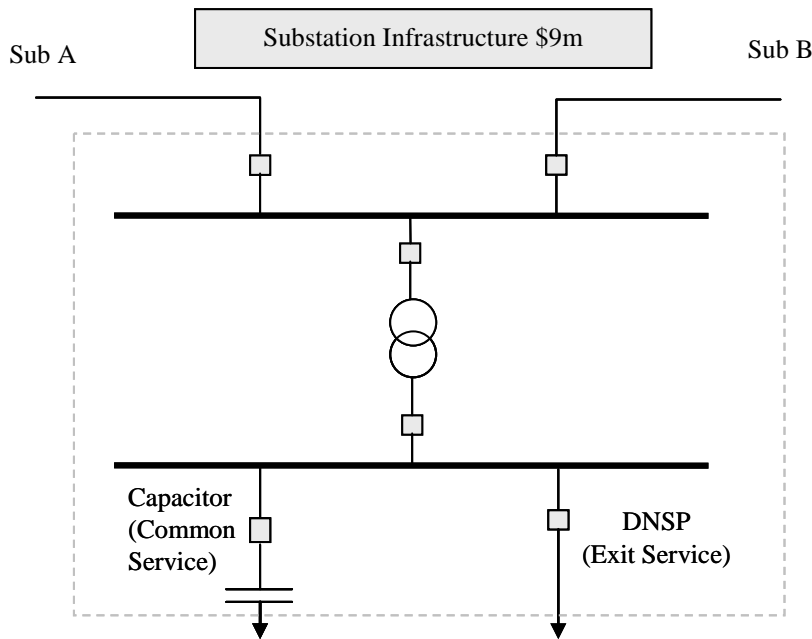 Substation Infrastructure $9m
Sub A
Sub B
Capacitor
(Common
Service)
DNSP
(Exit Service)